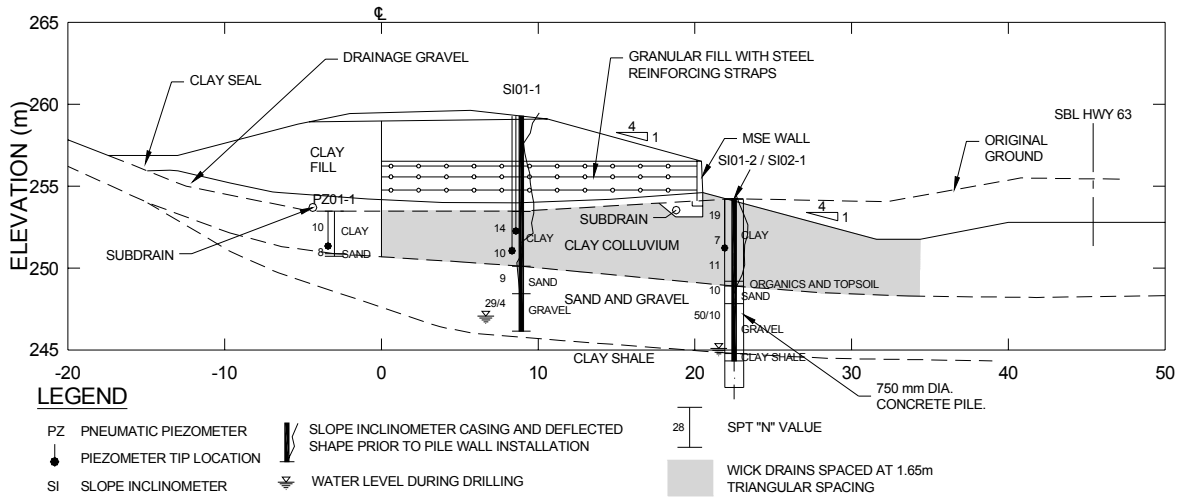 265
260
255
250
245
ELEVATION (m)
℄
DRAINAGE GRAVEL
CLAY SEAL
SI01-1
GRANULAR FILL WITH STEEL
REINFORCING STRAPS
4
1
MSE WALL
SI01-2 / SI02-1
SBL HWY 63
ORIGINAL
GROUND
CLAY
FILL
PZ01-1
SUBDRAIN
10
8
CLAY
SAND
14
10
9
29/4
CLAY
SAND
GRAVEL
SUBDRAIN
CLAY COLLUVIUM
SAND AND GRAVEL
CLAY SHALE
19
7
11
10
50/10
CLAY
ORGANICS AND TOPSOIL
SAND
GRAVEL
CLAY SHALE
4
1
750 mm DIA.
CONCRETE PILE.
-20
-10
0
10
20
30
40
50
LEGEND
PZ PNEUMATIC PIEZOMETER
PIEZOMETER TIP LOCATION
SI SLOPE INCLINOMETER
SLOPE INCLINOMETER CASING AND DEFLECTED
SHAPE PRIOR TO PILE WALL INSTALLATION
WATER LEVEL DURING DRILLING
28 SPT "N" VALUE
WICK DRAINS SPACED AT 1.65m
TRIANGULAR SPACING